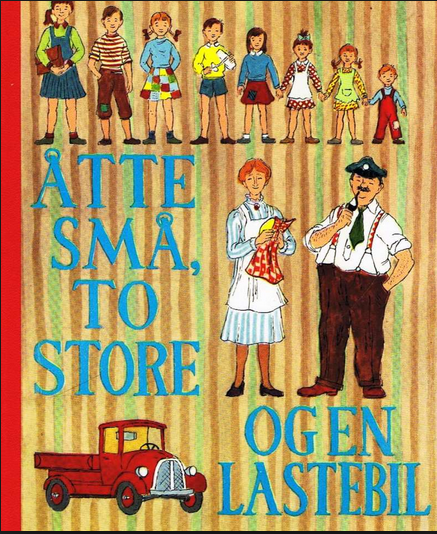 ÅTTE
SMÅ,
TO
STORE
OG EN
LASTEBIL